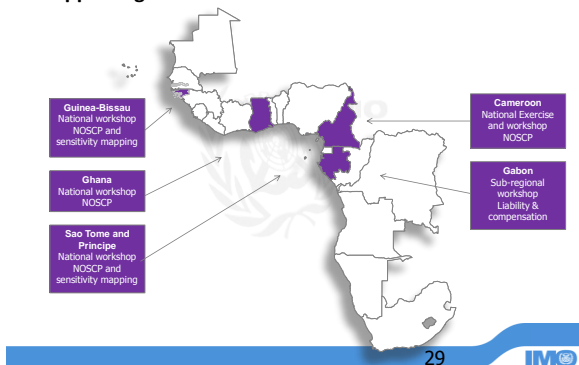 Guinea-Bissau
National workshop
NOSCP and
sensitivity mapping
Ghana
National workshop
NOSCP
Sao Tome and
Principe
National workshop
NOSCP and
sensitivity mapping
Cameroon
National Exercise
and workshop
NOSCP
Gabon
Sub-regional
workshop
Liability &
compensation
29
IMO